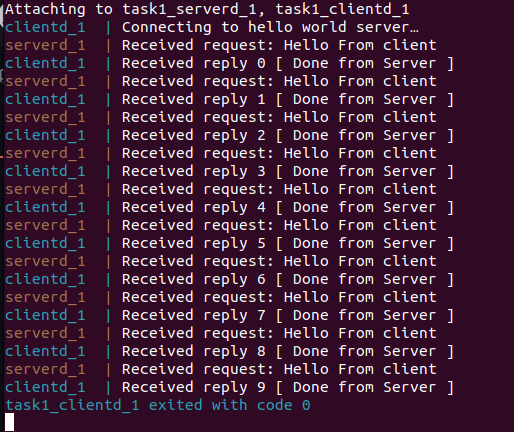 Attaching to task1_serverd_1, task1_clientd_1
clientd_1  | Connecting to hello world server…
serverd_1  | Received request: Hello From client
clientd_1  | Received reply 0 [ Done from Server ]
serverd_1  | Received request: Hello From client
clientd_1  | Received reply 1 [ Done from Server ]
serverd_1  | Received request: Hello From client
clientd_1  | Received reply 2 [ Done from Server ]
serverd_1  | Received request: Hello From client
clientd_1  | Received reply 3 [ Done from Server ]
serverd_1  | Received request: Hello From client
clientd_1  | Received reply 4 [ Done from Server ]
serverd_1  | Received request: Hello From client
clientd_1  | Received reply 5 [ Done from Server ]
serverd_1  | Received request: Hello From client
clientd_1  | Received reply 6 [ Done from Server ]
serverd_1  | Received request: Hello From client
clientd_1  | Received reply 7 [ Done from Server ]
serverd_1  | Received request: Hello From client
clientd_1  | Received reply 8 [ Done from Server ]
serverd_1  | Received request: Hello From client
clientd_1  | Received reply 9 [ Done from Server ]
task1_clientd_1 exited with code 0